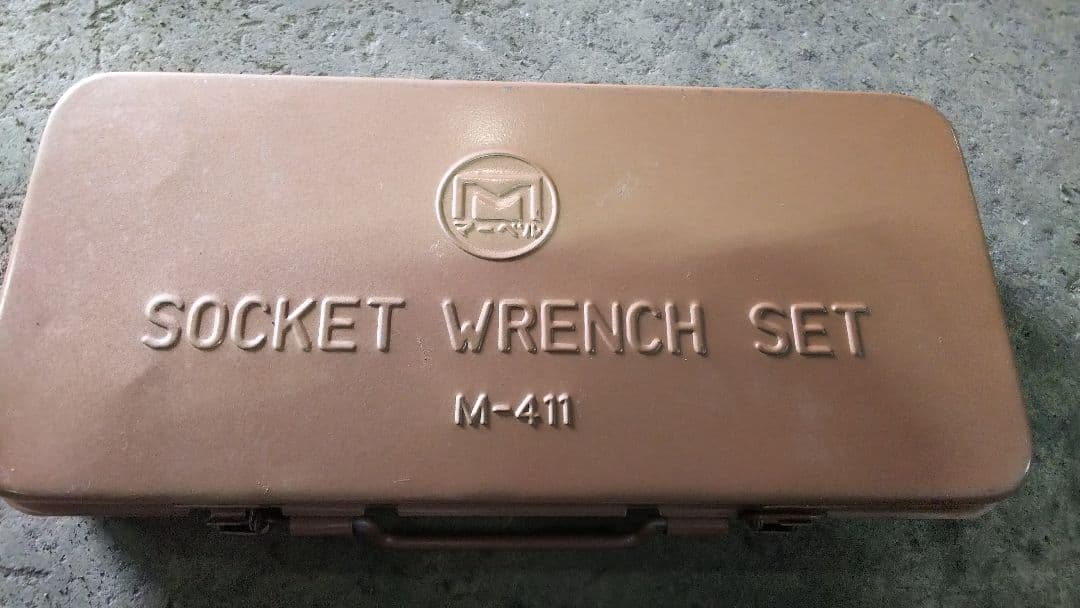 M
マーベル
SOCKET WRENCH SET
M-411